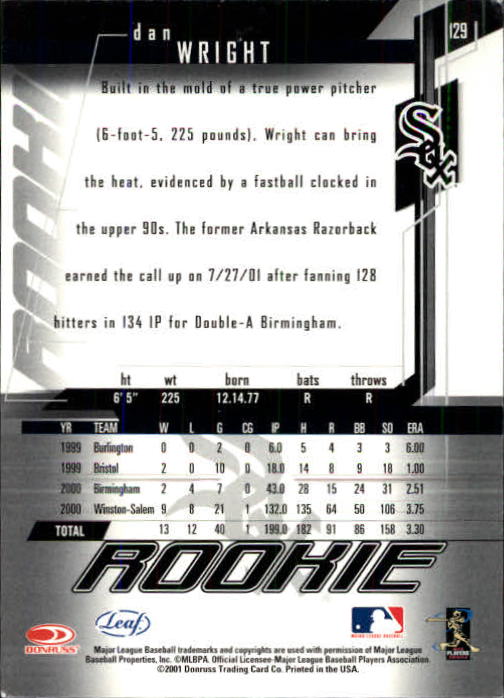 dan
WRIGHT
129
Built in the mold of a true power pitcher
(6-foot-5, 225 pounds), Wright can bring
the heat, evidenced by a fastball clocked in
the upper 90s. The former Arkansas Razorback
earned the call up on 7/27/01 after fanning 128
hitters in 134 IP for Double-A Birmingham.
ROOKI
Sox
ht wt born bats throws
6' 5" 225 12.14.77 R R
YR TEAM W L G CG IP H R BB SO ERA
1999 Burlington 0 0 2 0 6.0 5 4 3 3 6.00
1999 Bristol 2 0 10 0 18.0 14 8 9 18 1.00
2000 Birmingham 2 4 7 0 43.0 28 15 24 31 2.51
2000 Winston-Salem 9 8 21 1 132.0 135 64 50 106 3.75
TOTAL 13 12 40 1 199.0 182 91 86 158 3.30
ROOKIE
Leaf
DONRUSS
MAJOR LEAGUE BASEBALL
PLAYERS
Major League Baseball trademarks and copyrights are used with permission of Major League
Baseball Properties, Inc. ©MLBPA. Official Licensee-Major League Baseball Players Association.
©2001 Donruss Trading Card Co. Printed in the USA.